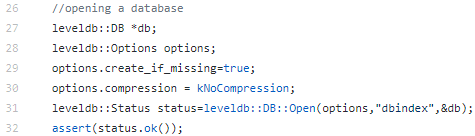 26 //opening a database
27 leveldb::DB *db;
28 leveldb::Options options;
29 options.create_if_missing=true;
30 options.compression = kNoCompression;
31 leveldb::Status status=leveldb::DB::Open(options,"dbindex",&db);
32 assert(status.ok());